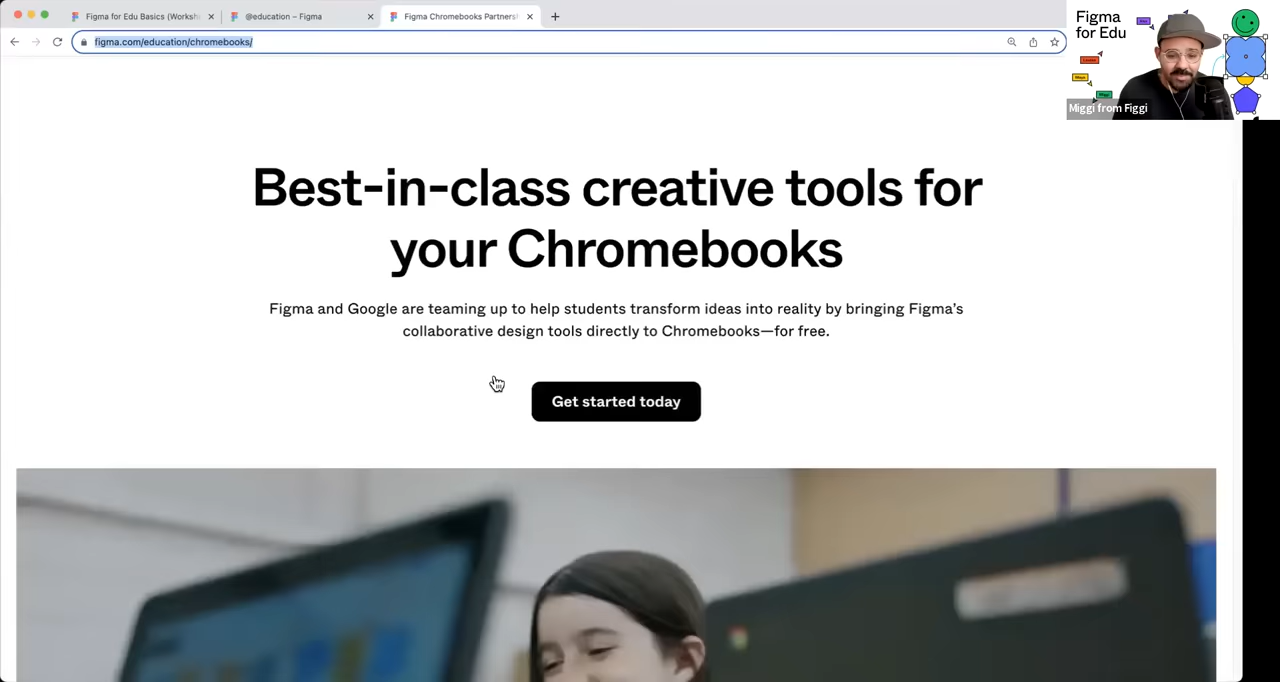 Figma for Edu Basics (Worksh
@education – Figma
Figma Chromebooks Partners
figma.com/education/chromebooks/
Figma
for Edu
Miggi from Figgi
Best-in-class creative tools for
your Chromebooks
Figma and Google are teaming up to help students transform ideas into reality by bringing Figma's
collaborative design tools directly to Chromebooks—for free.
Get started today